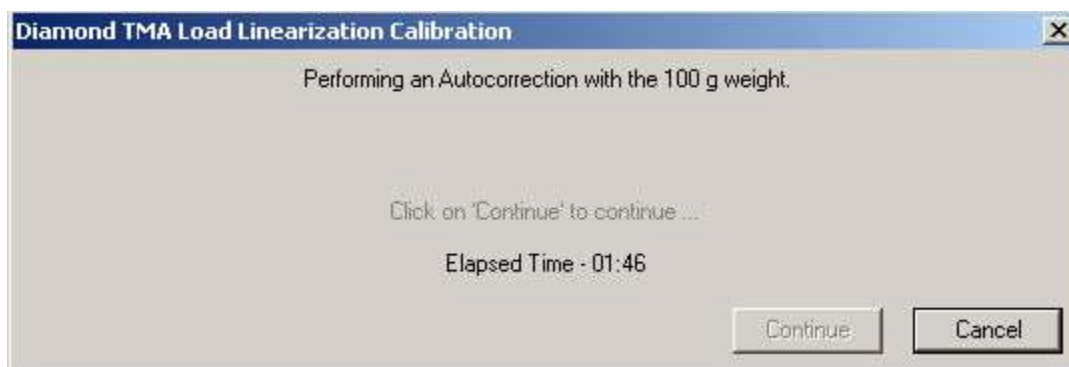 Diamond TMA Load Linearization Calibration
Performing an Autocorrection with the 100 g weight.
Click on 'Continue' to continue ...
Elapsed Time - 01:46
Continue Cancel